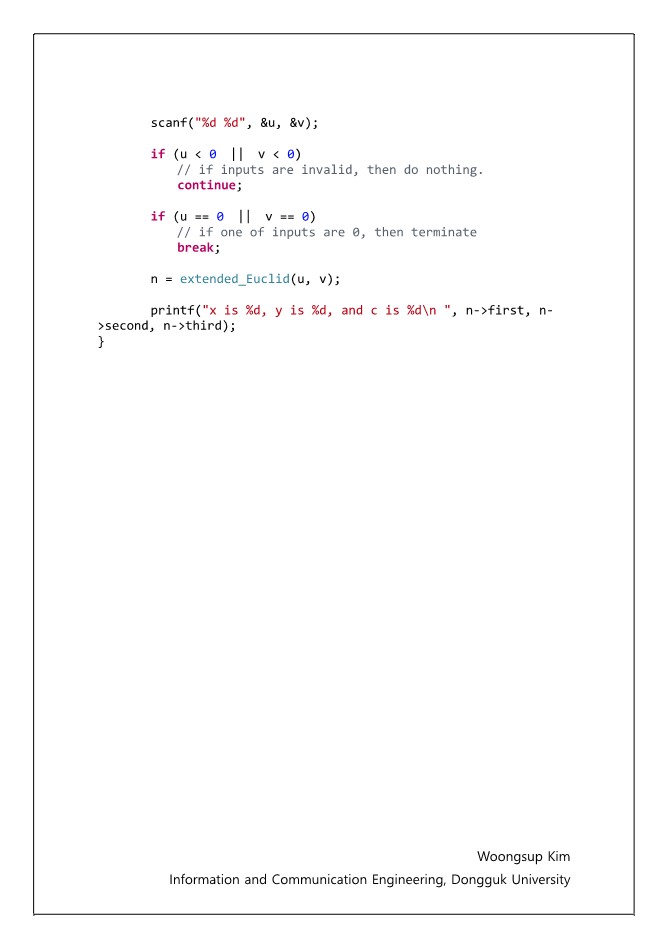 scanf("%d %d", &u, &v);
if (u < 0 || v < 0)
// if inputs are invalid, then do nothing.
continue;
if (u == 0 || v == 0)
// if one of inputs are 0, then terminate
break;
n = extended_Euclid(u, v);
printf("x is %d, y is %d, and c is %d\n ", n->first, n-
>second, n->third);
}
Woongsup Kim
Information and Communication Engineering, Dongguk University